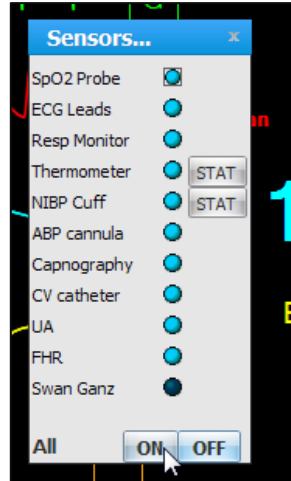 Sensors... x
SpO2 Probe
ECG Leads
Resp Monitor
Thermometer STAT
NIBP Cuff STAT
ABP cannula
Capnography
CV catheter
UA
FHR
Swan Ganz
All ON OFF